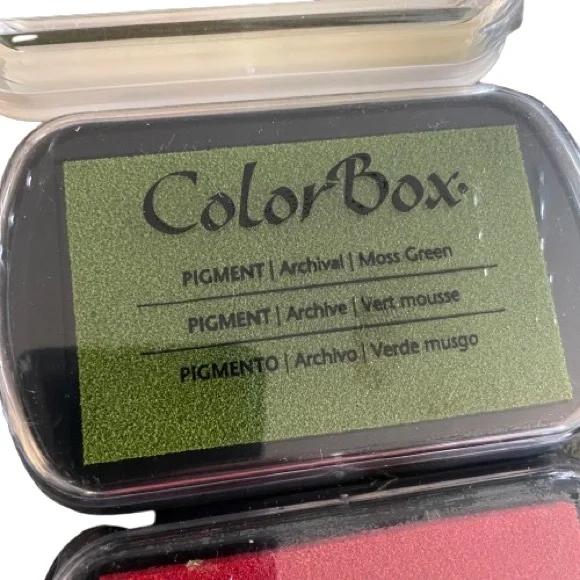 ColorBox
PIGMENT | Archival | Moss Green
PIGMENT | Archive | Vert mousse
PIGMENTO | Archivo | Verde musgo